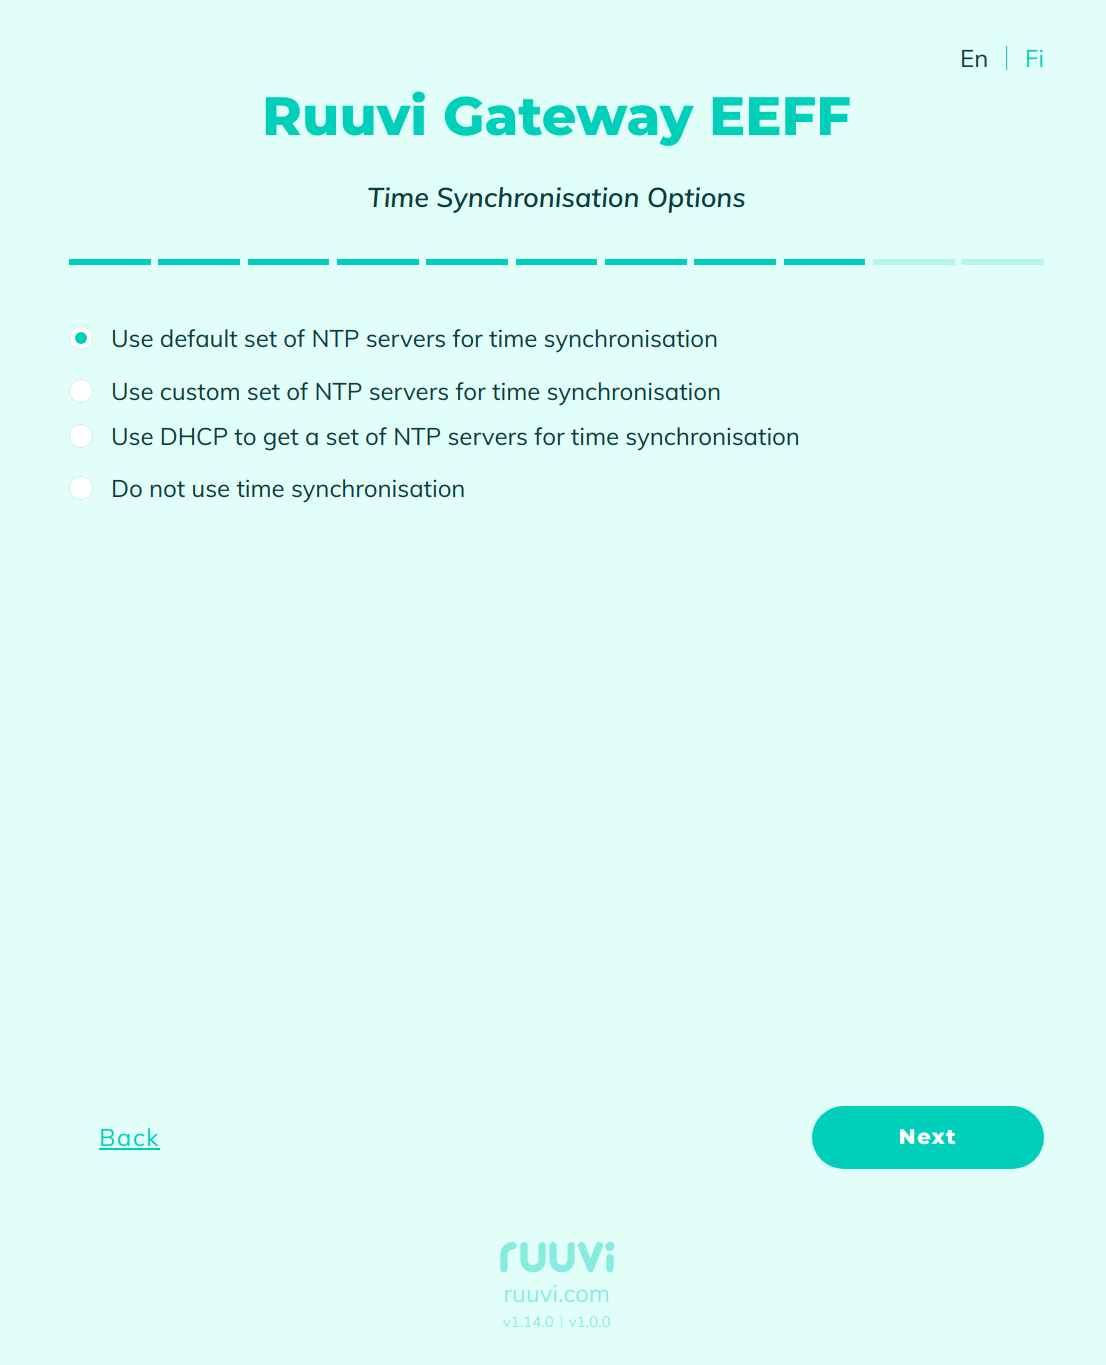 En | Fi
Ruuvi Gateway EEFF
Time Synchronisation Options
Use default set of NTP servers for time synchronisation
Use custom set of NTP servers for time synchronisation
Use DHCP to get a set of NTP servers for time synchronisation
Do not use time synchronisation
Back
Next
ruuvi
ruuvi.com
v1.14.0 | v1.0.0